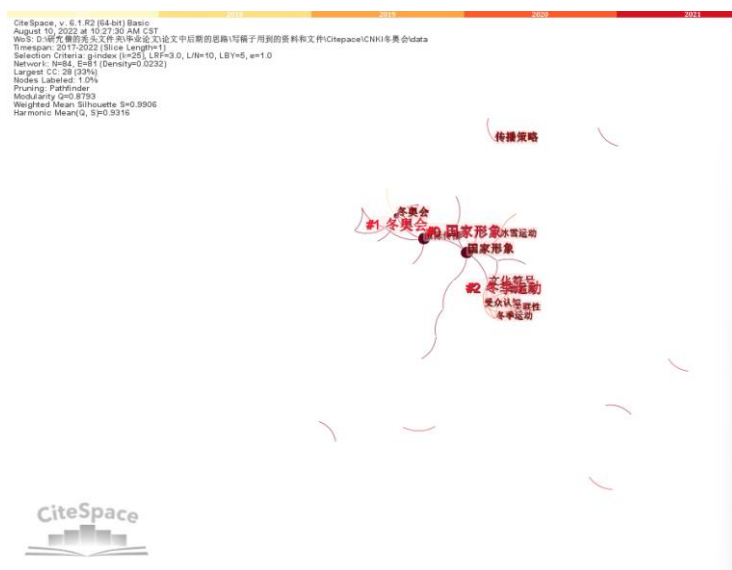 2018 2019 2020 2021
CiteSpace, v. 6.1.R2 (64-bit) Basic
August 10, 2022 at 10:27:30 AM CST
WoS: D:\研究僧的秃头文件夹\毕业论文\论文中后期的思路\写稿子用到的资料和文件\Citepace\CNKI冬奥会\data
Timespan: 2017-2022 (Slice Length=1)
Selection Criteria: g-index (k=25), LRF=3.0, L/N=10, LBY=5, e=1.0
Network: N=84, E=81 (Density=0.0232)
Largest CC: 28 (33%)
Nodes Labeled: 1.0%
Pruning: Pathfinder
Modularity Q=0.8793
Weighted Mean Silhouette S=0.9906
Harmonic Mean(Q, S)=0.9316
传播策略
冬奥会
#1 冬奥会
#0 国家形象
冰雪运动
国家形象
文化符号
#2 冬季运动
受众认知
冬季运动
CiteSpace